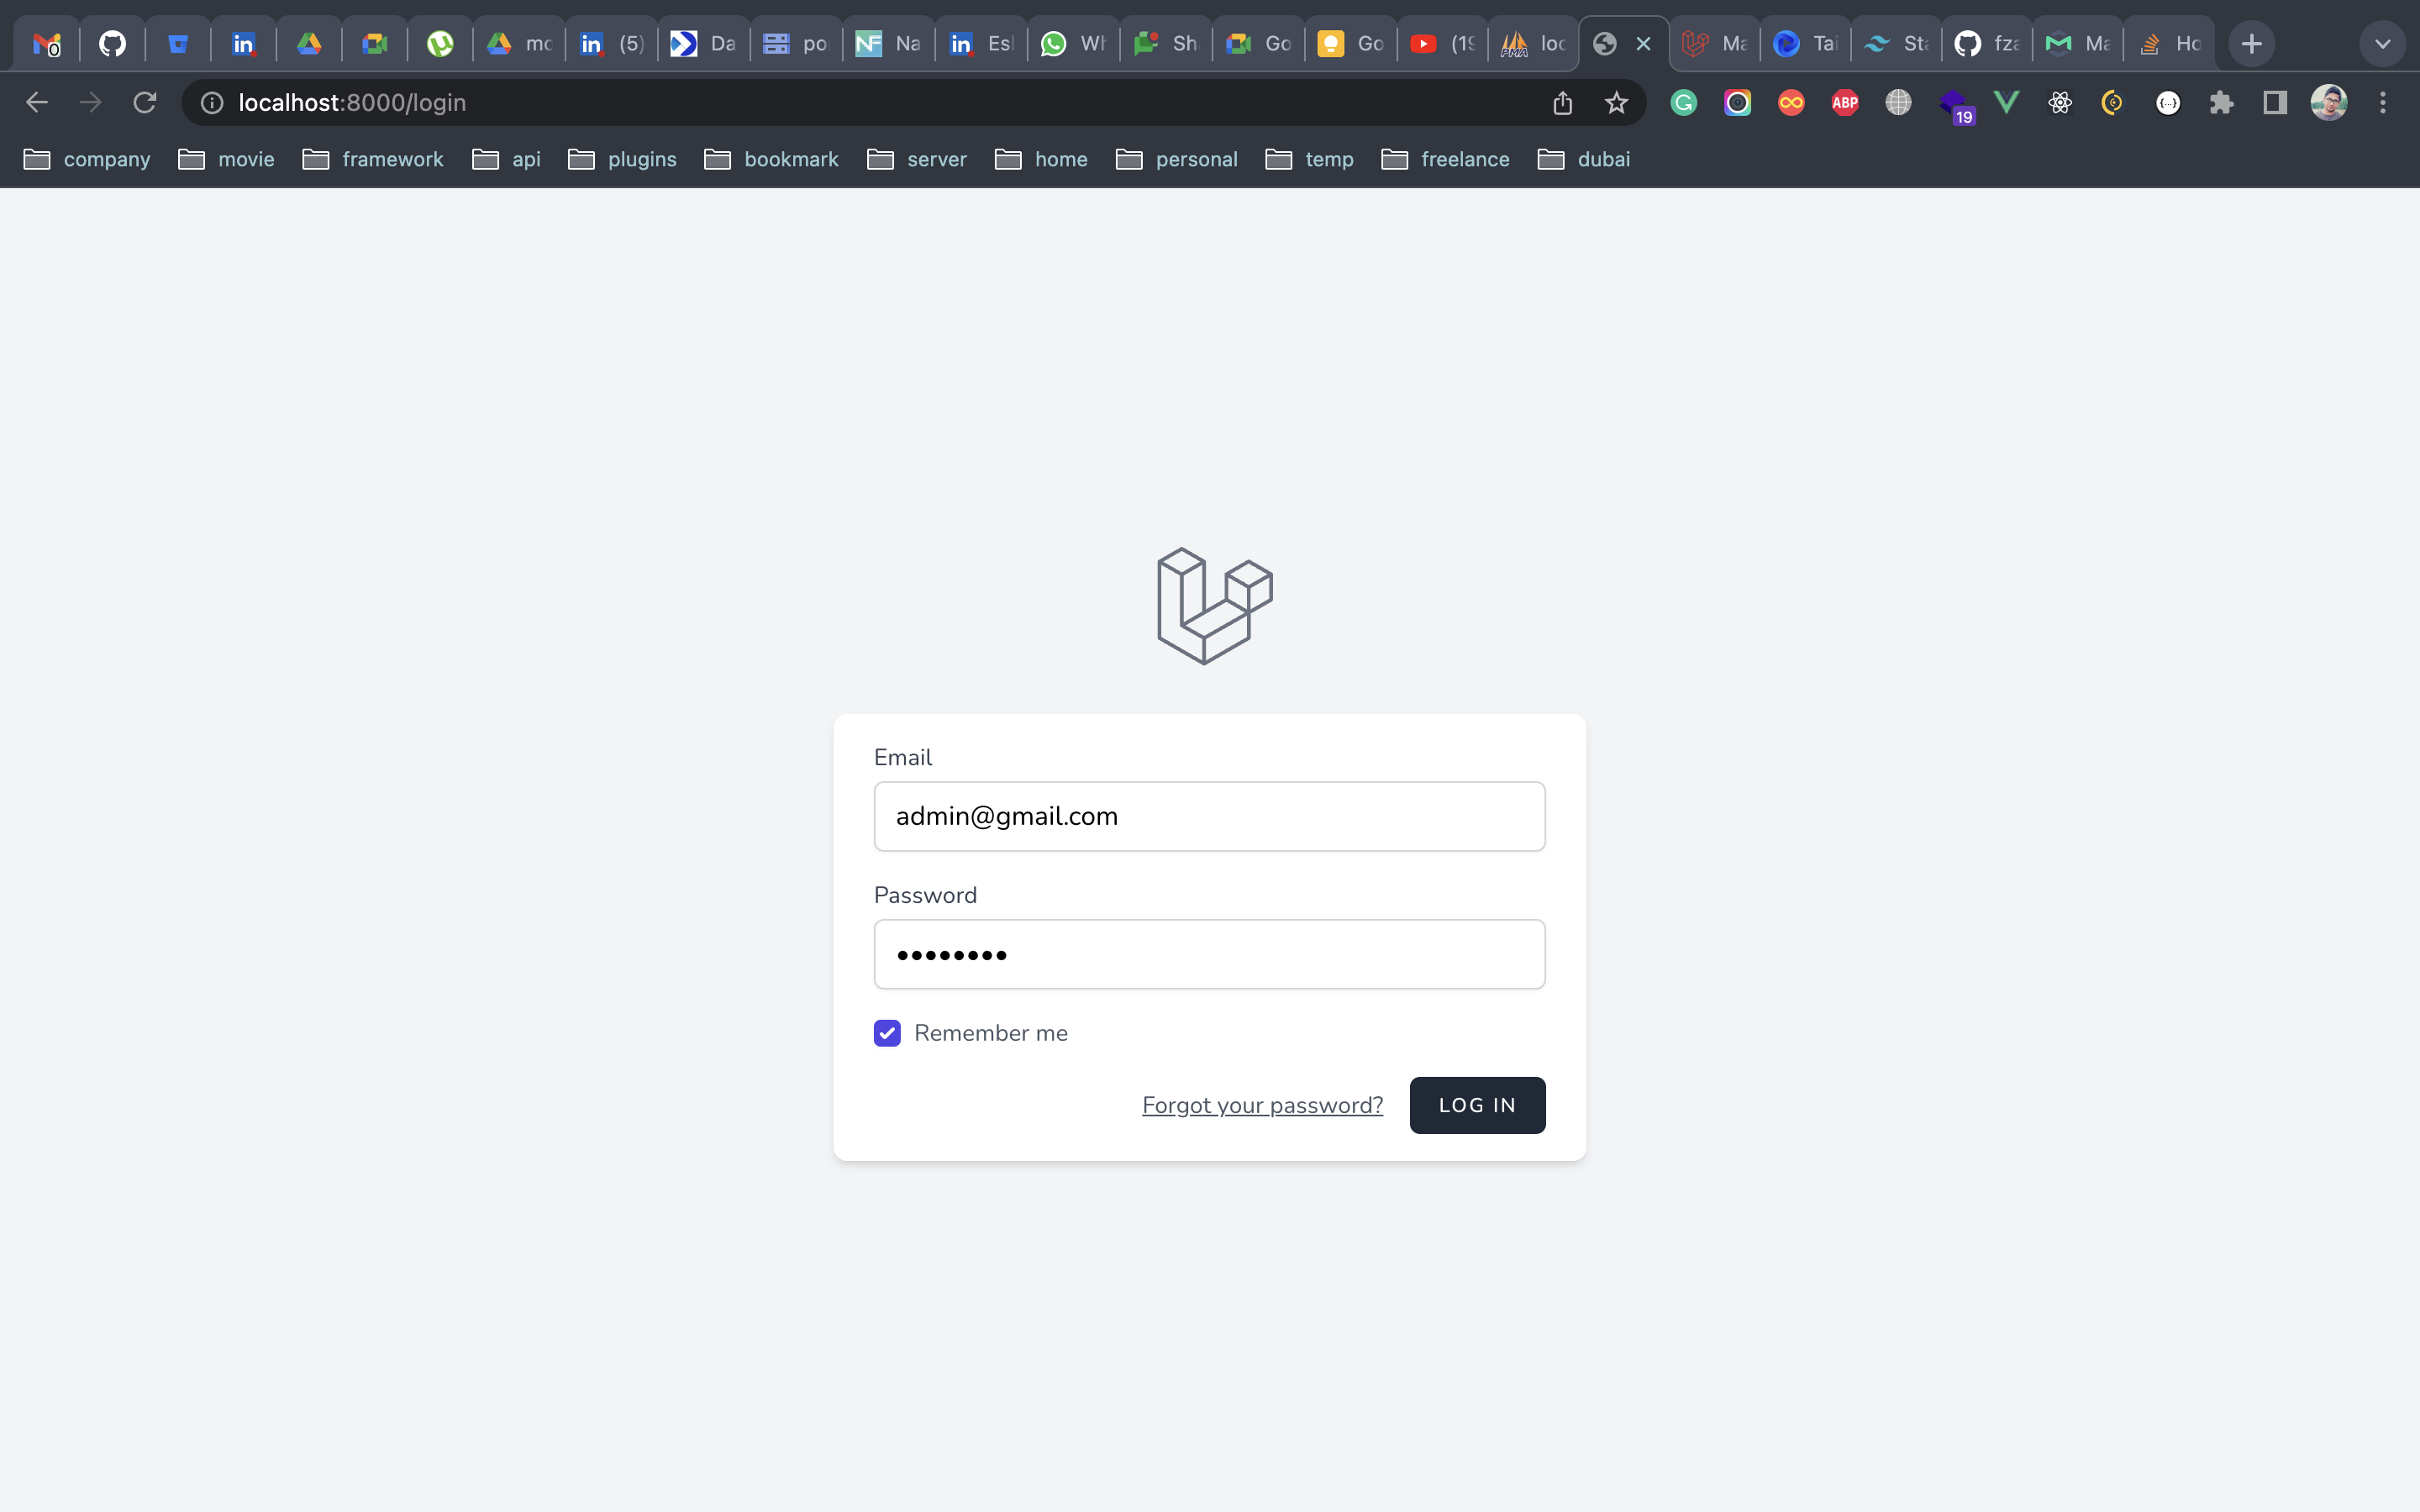 mo (5) Da po Na Esl Wh Sh Go Go (19 loc Ma Tai Sta fza Ma Ho
localhost:8000/login
ABP 19
company movie framework api plugins bookmark server home personal temp freelance dubai
Email
admin@gmail.com
Password
••••••••
Remember me
Forgot your password? LOG IN